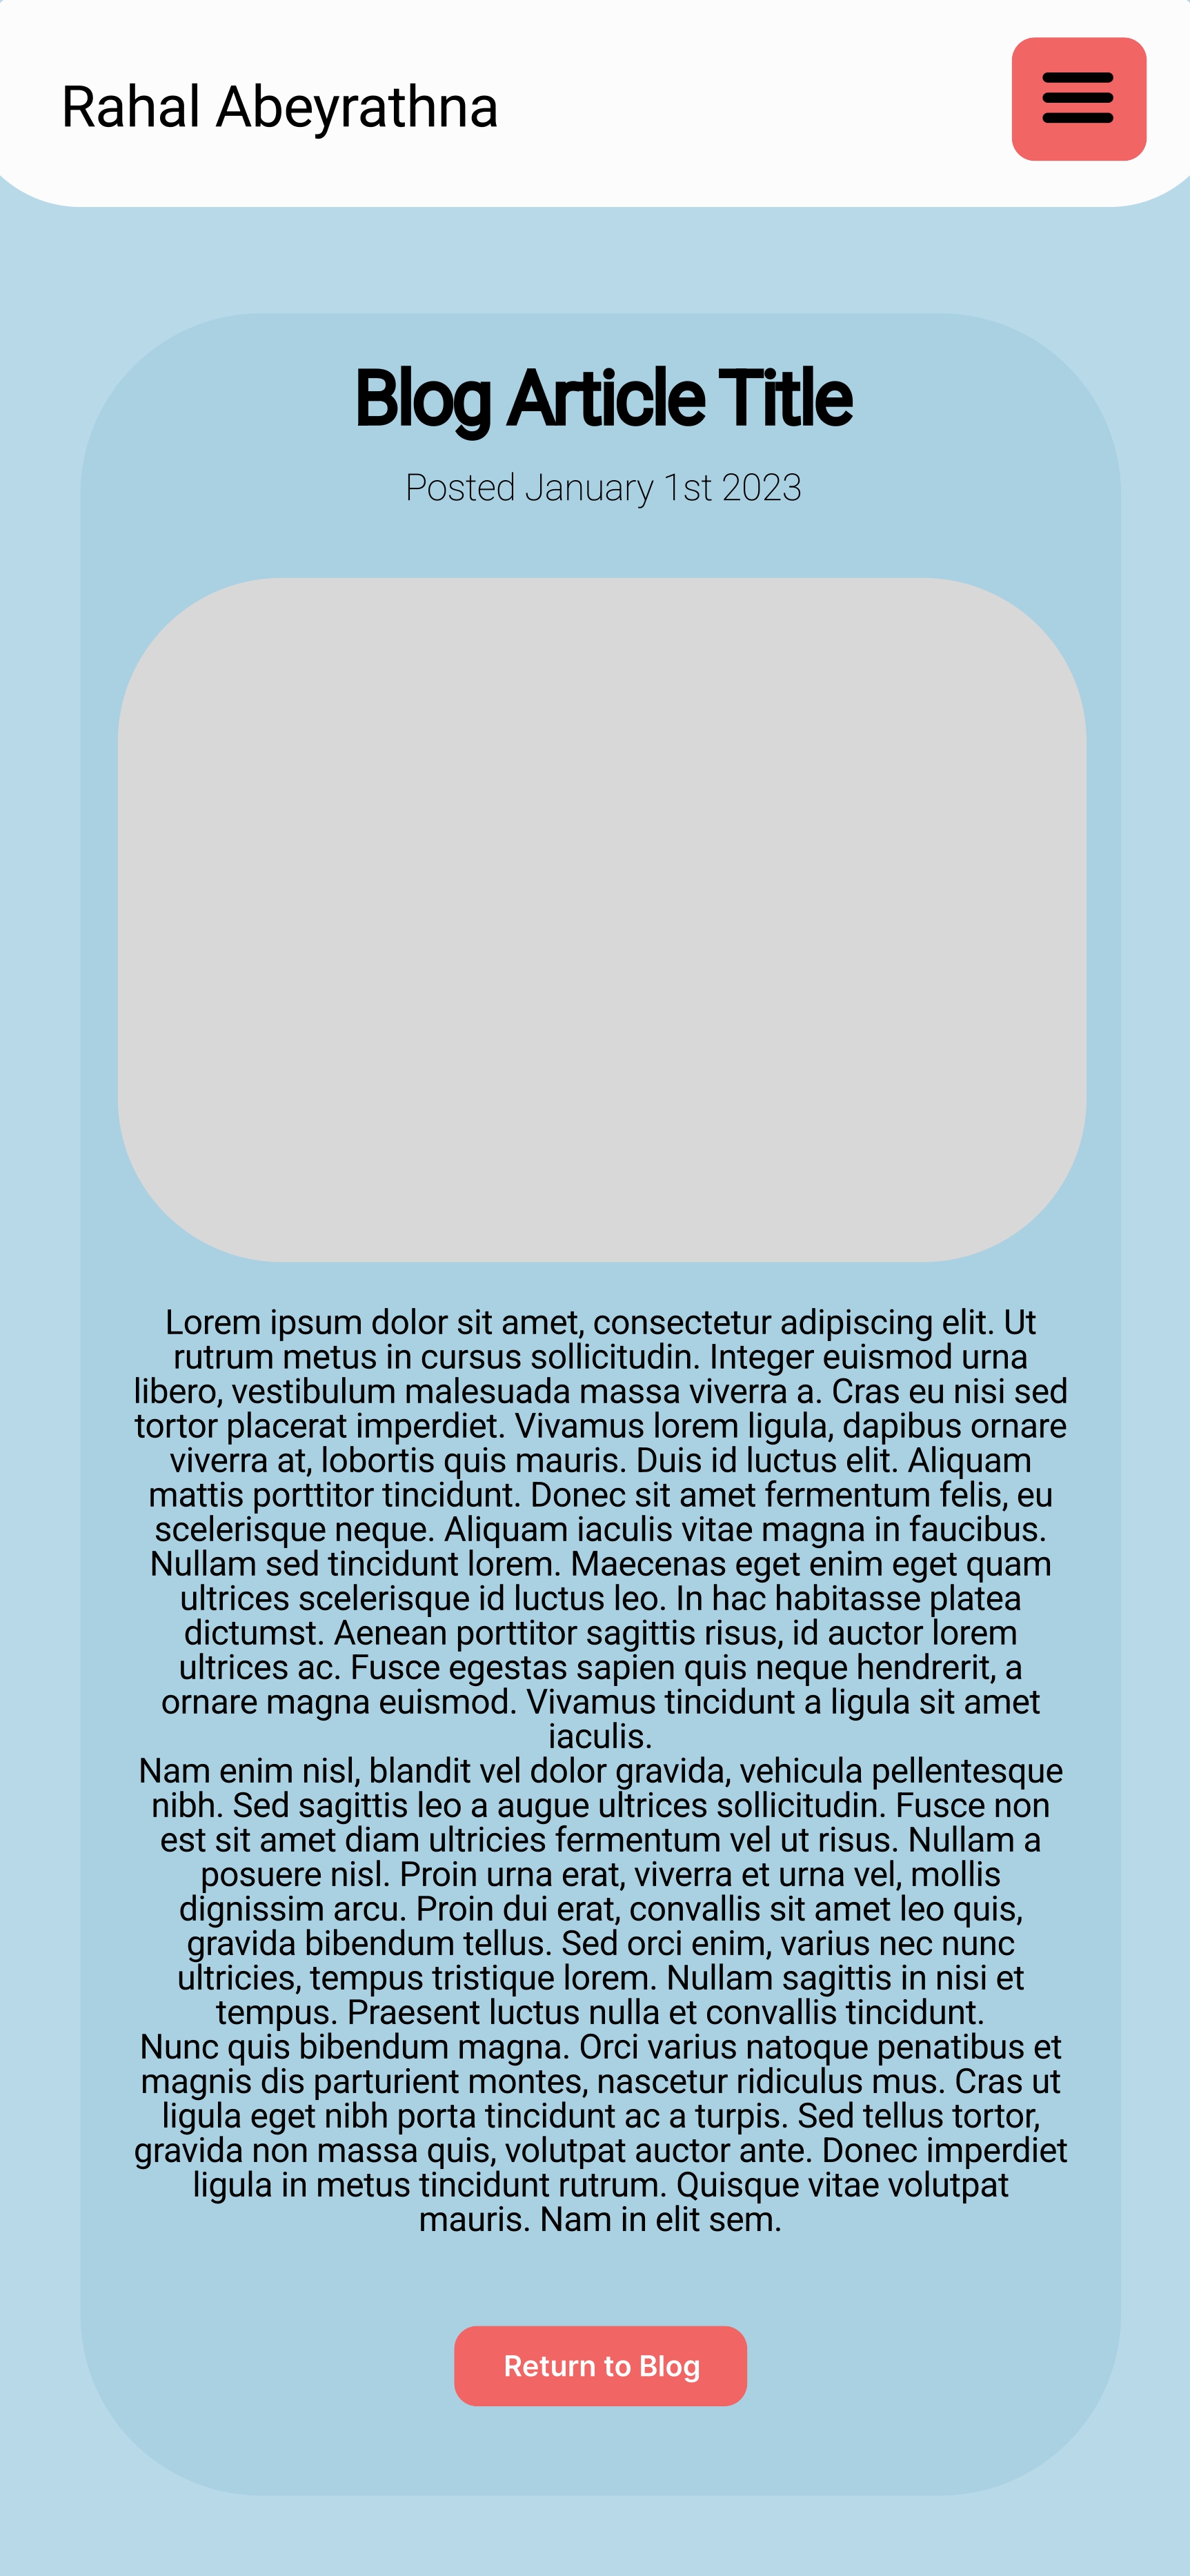 Rahal Abeyrathna
Blog Article Title
Posted January 1st 2023
Lorem ipsum dolor sit amet, consectetur adipiscing elit. Ut
rutrum metus in cursus sollicitudin. Integer euismod urna
libero, vestibulum malesuada massa viverra a. Cras eu nisi sed
tortor placerat imperdiet. Vivamus lorem ligula, dapibus ornare
viverra at, lobortis quis mauris. Duis id luctus elit. Aliquam
mattis porttitor tincidunt. Donec sit amet fermentum felis, eu
scelerisque neque. Aliquam iaculis vitae magna in faucibus.
Nullam sed tincidunt lorem. Maecenas eget enim eget quam
ultrices scelerisque id luctus leo. In hac habitasse platea
dictumst. Aenean porttitor sagittis risus, id auctor lorem
ultrices ac. Fusce egestas sapien quis neque hendrerit, a
ornare magna euismod. Vivamus tincidunt a ligula sit amet
iaculis.
Nam enim nisl, blandit vel dolor gravida, vehicula pellentesque
nibh. Sed sagittis leo a augue ultrices sollicitudin. Fusce non
est sit amet diam ultricies fermentum vel ut risus. Nullam a
posuere nisl. Proin urna erat, viverra et urna vel, mollis
dignissim arcu. Proin dui erat, convallis sit amet leo quis,
gravida bibendum tellus. Sed orci enim, varius nec nunc
ultricies, tempus tristique lorem. Nullam sagittis in nisi et
tempus. Praesent luctus nulla et convallis tincidunt.
Nunc quis bibendum magna. Orci varius natoque penatibus et
magnis dis parturient montes, nascetur ridiculus mus. Cras ut
ligula eget nibh porta tincidunt ac a turpis. Sed tellus tortor,
gravida non massa quis, volutpat auctor ante. Donec imperdiet
ligula in metus tincidunt rutrum. Quisque vitae volutpat
mauris. Nam in elit sem.
Return to Blog